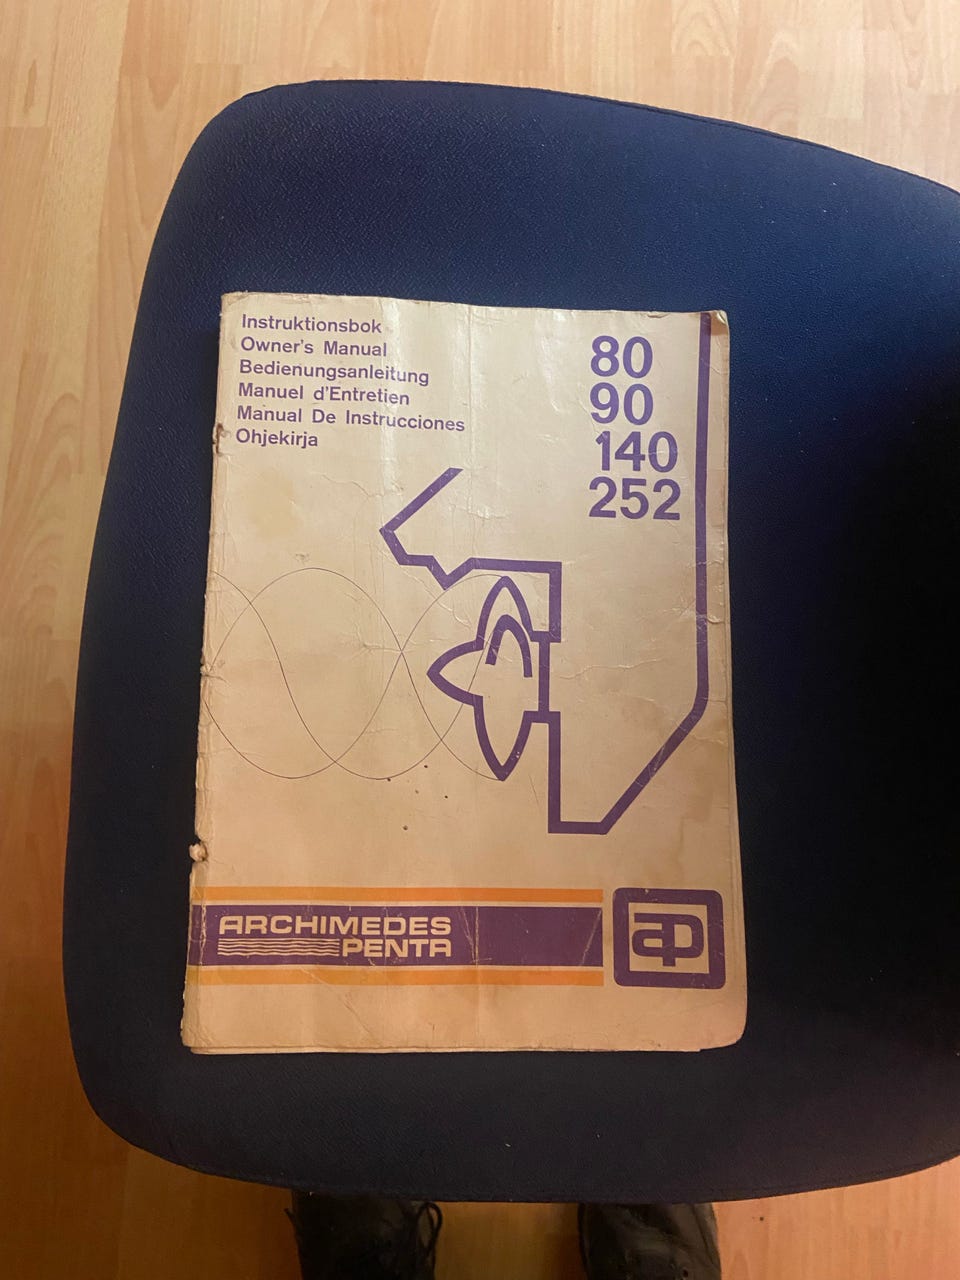 Instruktionsbok
Owner's Manual
Bedienungsanleitung
Manuel d'Entretien
Manual De Instrucciones
Ohjekirja
80
90
140
252
ARCHIMEDES
PENTA
ap